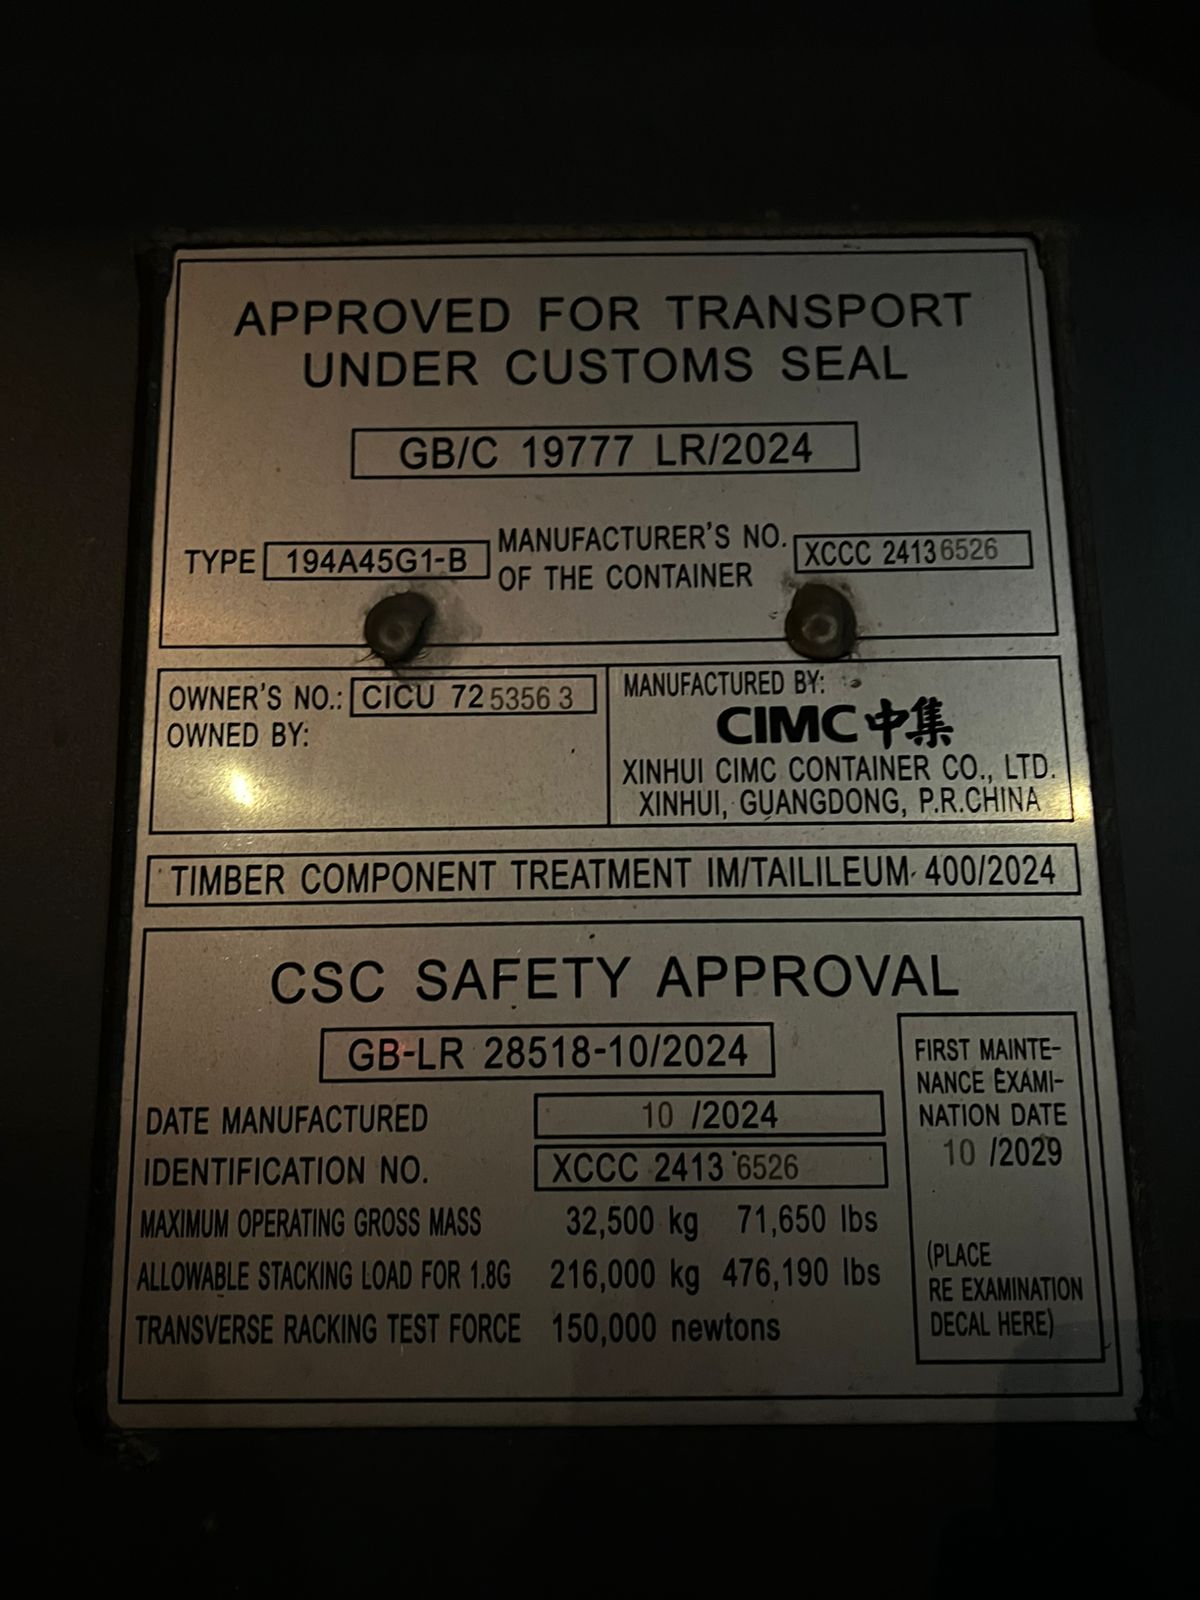 APPROVED FOR TRANSPORT
UNDER CUSTOMS SEAL
GB/C 19777 LR/2024
TYPE 194A45G1-B
MANUFACTURER'S NO.
OF THE CONTAINER
XCCC 24136526
OWNER'S NO.: CICU 725356 3
OWNED BY:
MANUFACTURED BY:
CIMC中集
XINHUI CIMC CONTAINER CO., LTD.
XINHUI, GUANGDONG, P.R.CHINA
TIMBER COMPONENT TREATMENT IM/TAILILEUM 400/2024
CSC SAFETY APPROVAL
GB-LR 28518-10/2024
DATE MANUFACTURED 10 /2024
IDENTIFICATION NO. XCCC 2413 6526
MAXIMUM OPERATING GROSS MASS 32,500 kg 71,650 lbs
ALLOWABLE STACKING LOAD FOR 1.8G 216,000 kg 476,190 lbs
TRANSVERSE RACKING TEST FORCE 150,000 newtons
FIRST MAINTE-
NANCE EXAMI-
NATION DATE
10 /2029
(PLACE
RE EXAMINATION
DECAL HERE)